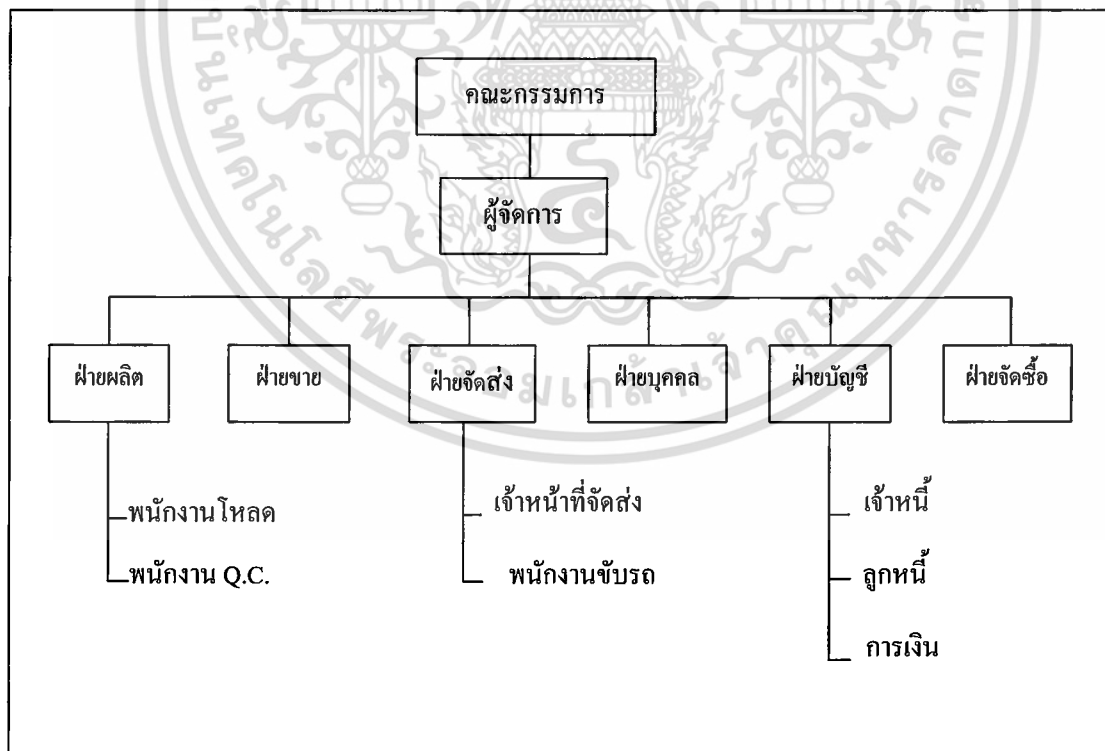 คณะกรรมการ
ผู้จัดการ
ฝ่ายผลิต
ฝ่ายขาย
ฝ่ายจัดส่ง
ฝ่ายบุคคล
ฝ่ายบัญชี
ฝ่ายจัดซื้อ
พนักงานโหลด
เจ้าหน้าที่จัดส่ง
เจ้าหนี้
พนักงาน Q.C.
พนักงานขับรถ
ลูกหนี้
การเงิน